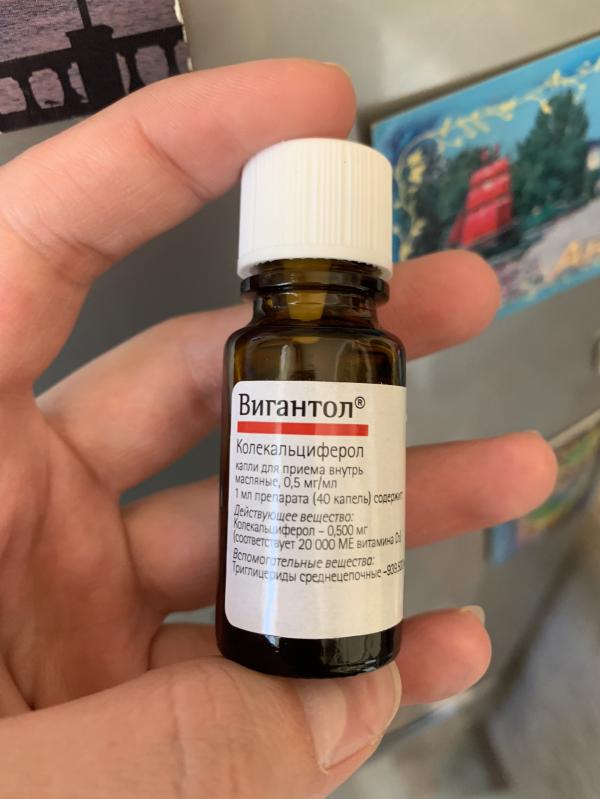 Вигантол®
Колекальциферол
капли для приема внутрь
масляные, 0,5 мг/мл
1 мл препарата (40 капель) содержит
Действующее вещество:
Колекальциферол – 0,500 мг
(соответствует 20 000 МЕ витамина D₃)
Вспомогательные вещества:
Триглицериды среднецепочные –